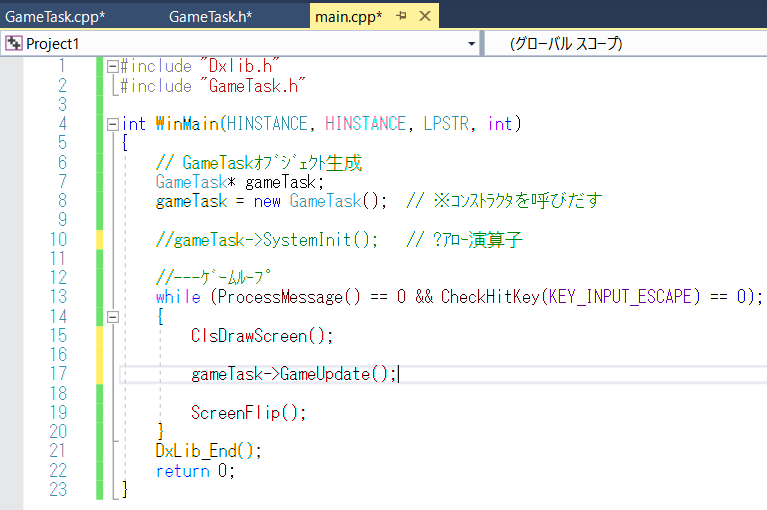 GameTask.cpp* GameTask.h* main.cpp*
Project1 (グローバル スコープ)
1 #include "Dxlib.h"
2 #include "GameTask.h"
3
4 int WinMain(HINSTANCE, HINSTANCE, LPSTR, int)
5 {
6 // GameTaskｵﾌﾞｼﾞｪｸﾄ生成
7 GameTask* gameTask;
8 gameTask = new GameTask(); // ※ｺﾝｽﾄﾗｸﾀを呼びだす
9
10 //gameTask->SystemInit(); // ?ｱﾛｰ演算子
11
12 //---ｹﾞｰﾑﾙｰﾌﾟ
13 while (ProcessMessage() == 0 && CheckHitKey(KEY_INPUT_ESCAPE) == 0);
14 {
15 ClsDrawScreen();
16
17 gameTask->GameUpdate();
18
19 ScreenFlip();
20 }
21 DxLib_End();
22 return 0;
23 }